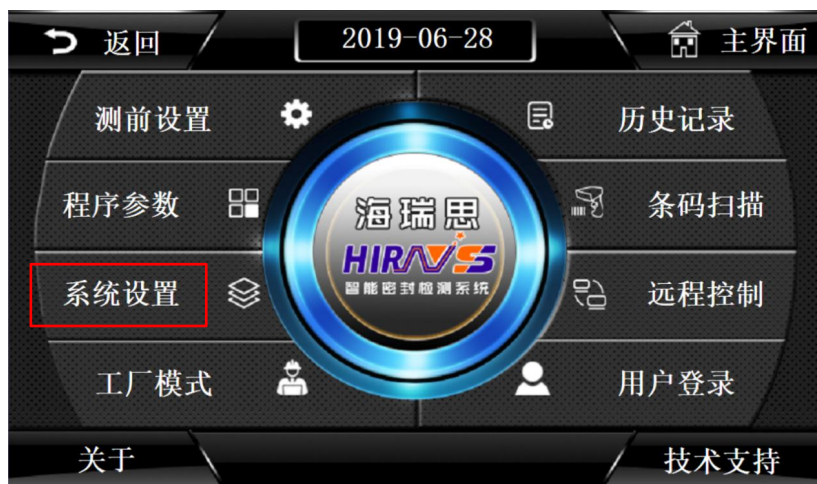 返回
2019-06-28
主界面
测前设置
历史记录
程序参数
条码扫描
海瑞思
HIRAYS
智能密封检测系统
系统设置
远程控制
工厂模式
用户登录
关于
技术支持